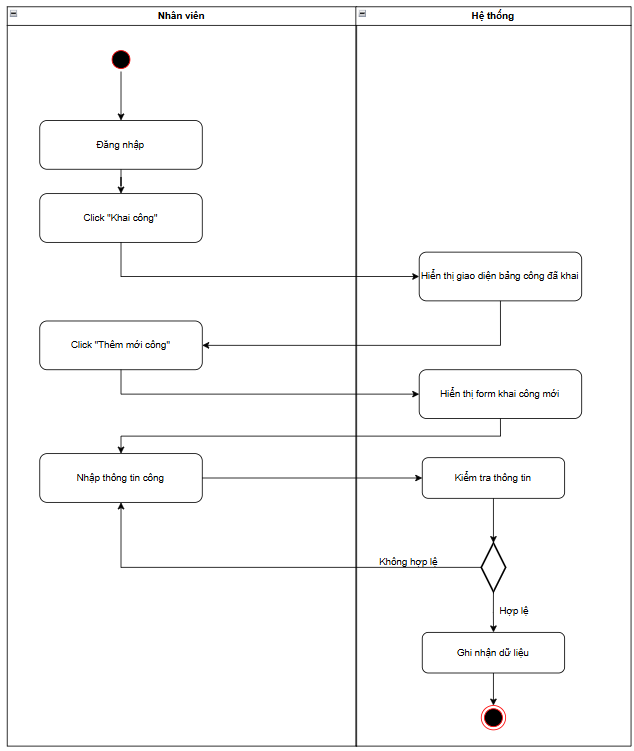 Nhân viên
Hệ thống
Đăng nhập
Click "Khai công"
Hiển thị giao diện bảng công đã khai
Click "Thêm mới công"
Hiển thị form khai công mới
Nhập thông tin công
Kiểm tra thông tin
Không hợp lệ
Hợp lệ
Ghi nhận dữ liệu